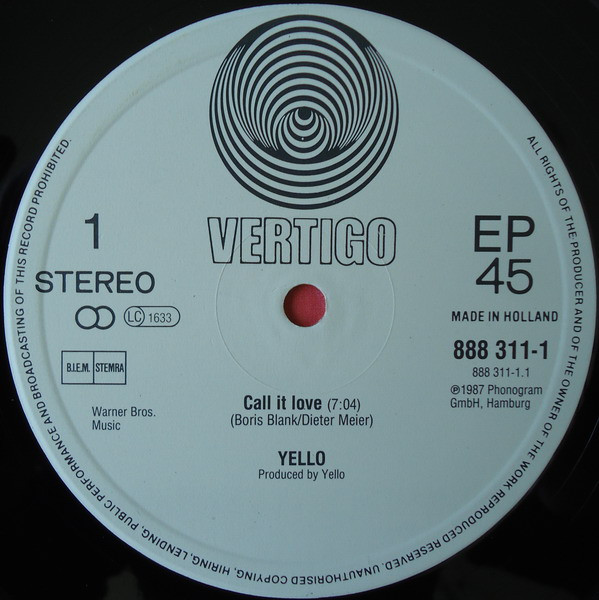 VERTIGO
1
STEREO
LC 1633
B.I.E.M. STEMRA
Warner Bros.
Music
EP
45
MADE IN HOLLAND
888 311-1
888 311-1.1
℗1987 Phonogram
GmbH, Hamburg
Call it love (7:04)
(Boris Blank/Dieter Meier)
YELLO
Produced by Yello
ALL RIGHTS OF THE PRODUCER AND OF THE OWNER OF THE WORK REPRODUCED RESERVED. UNAUTHORISED COPYING, HIRING, LENDING, PUBLIC PERFORMANCE AND BROADCASTING OF THIS RECORD PROHIBITED.